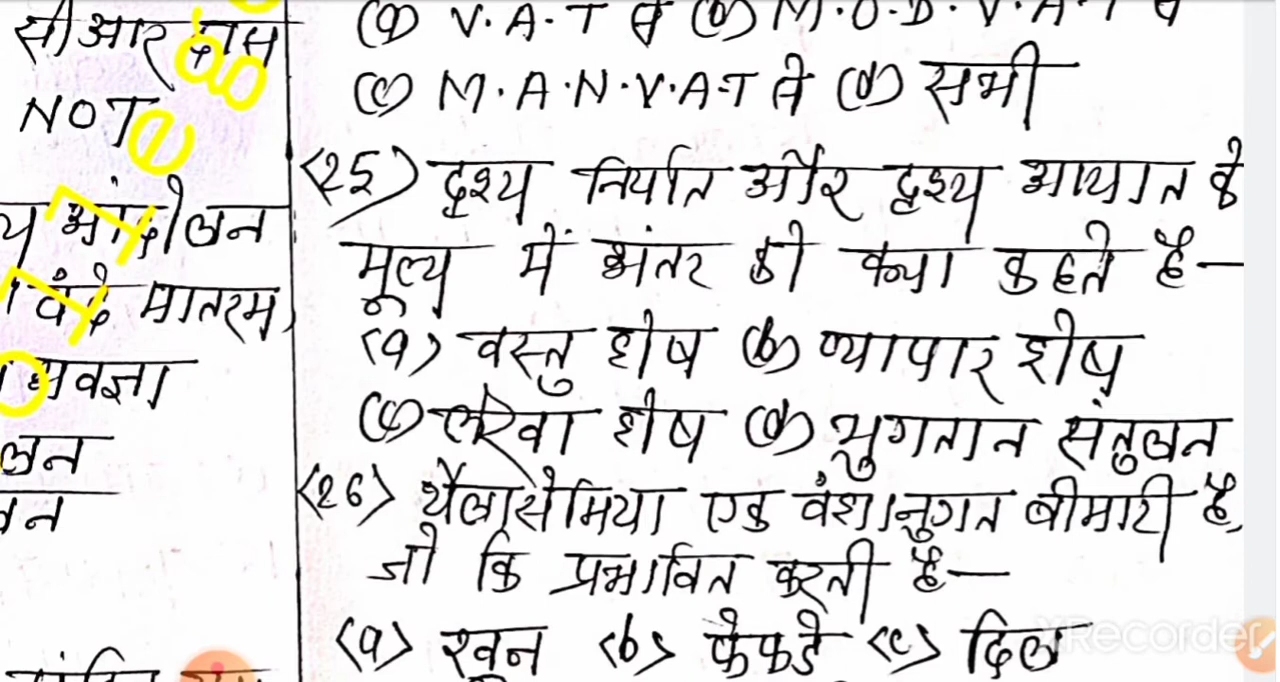 सी आर दास
NOT
आंदोलन
वंदे मातरम
अवज्ञा
(a) V.A.T से (b) M.O.D.V.A.T से
(c) M.A.N.V.A.T से (d) सभी
(25) दृश्य निर्यात और दृश्य आयात के
मूल्य में अंतर को क्या कहते है—
(a) वस्तु शेष (b) व्यापार शेष
(c) लेखा शेष (d) भुगतान संतुलन
(26) थैलासेमिया एक वंशानुगत बीमारी है,
जो कि प्रभावित करती है—
(a) खून (b) फेफडे (c) दिल
XRecorder